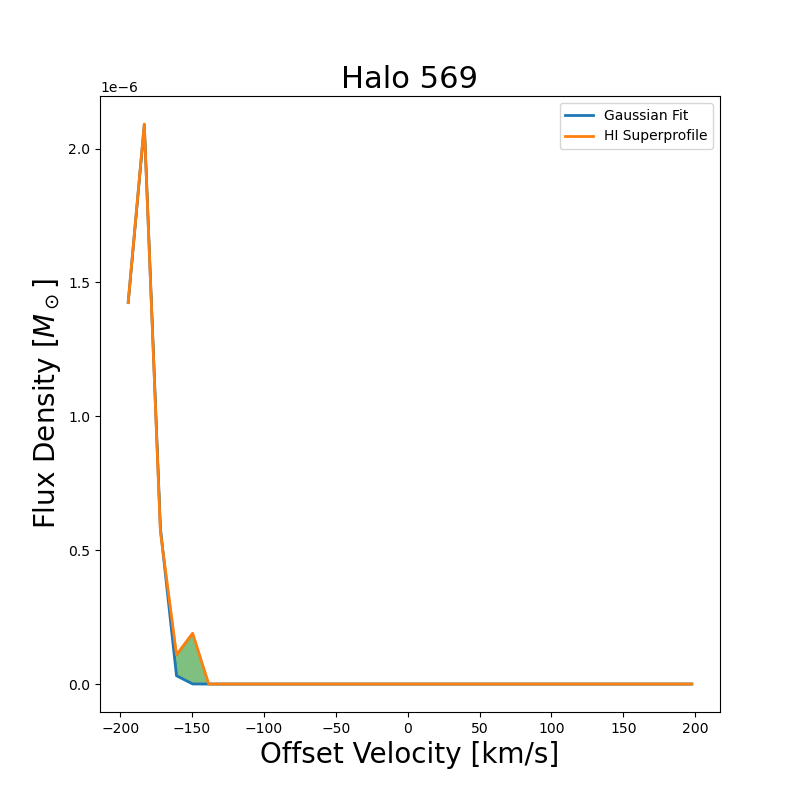 Halo 569
1e−6
Gaussian Fit
HI Superprofile
2.0
1.5
1.0
0.5
0.0
Flux Density [M⊙]
−200 −150 −100 −50 0 50 100 150 200
Offset Velocity [km/s]